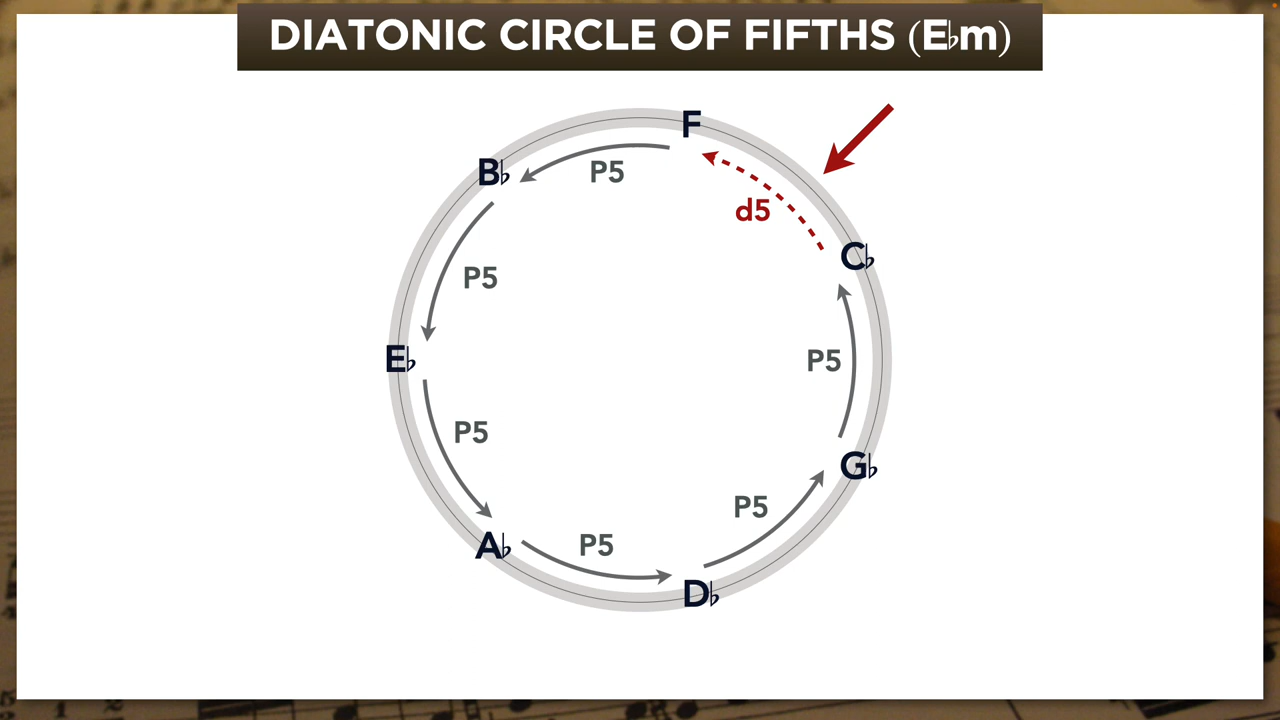 DIATONIC CIRCLE OF FIFTHS (E♭m)
F
B♭
P5
d5
C♭
P5
E♭
P5
P5
G♭
P5
A♭
P5
D♭